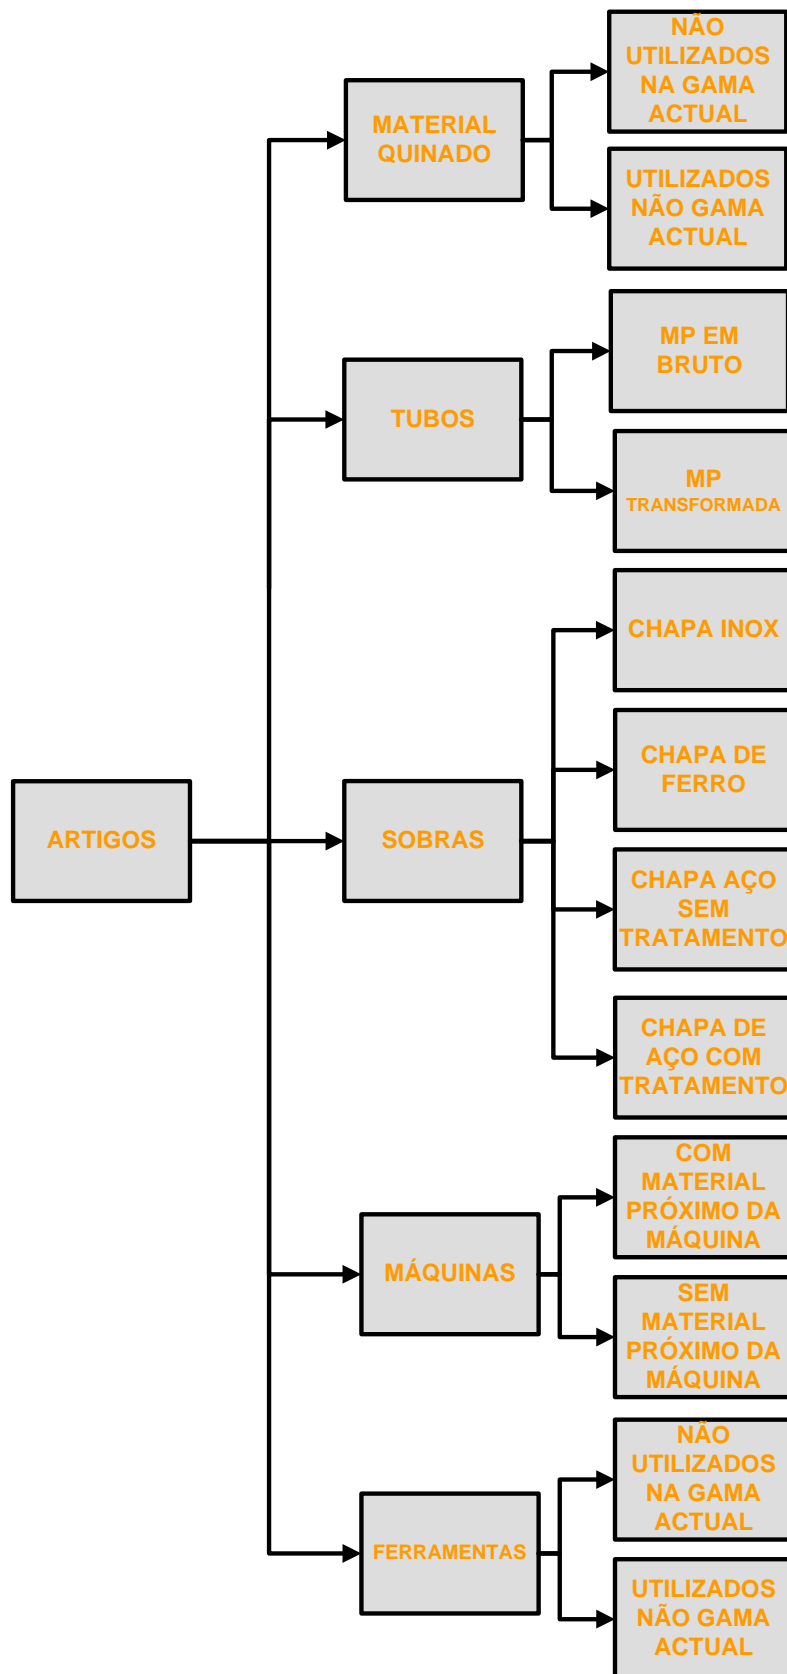 NÃO
UTILIZADOS
NA GAMA
ACTUAL
MATERIAL
QUINADO
UTILIZADOS
NÃO GAMA
ACTUAL
MP EM
BRUTO
TUBOS
MP
TRANSFORMADA
CHAPA INOX
CHAPA DE
FERRO
ARTIGOS
SOBRAS
CHAPA AÇO
SEM
TRATAMENTO
CHAPA DE
AÇO COM
TRATAMENTO
COM
MATERIAL
PRÓXIMO DA
MÁQUINA
MÁQUINAS
SEM
MATERIAL
PRÓXIMO DA
MÁQUINA
NÃO
UTILIZADOS
NA GAMA
ACTUAL
FERRAMENTAS
UTILIZADOS
NÃO GAMA
ACTUAL